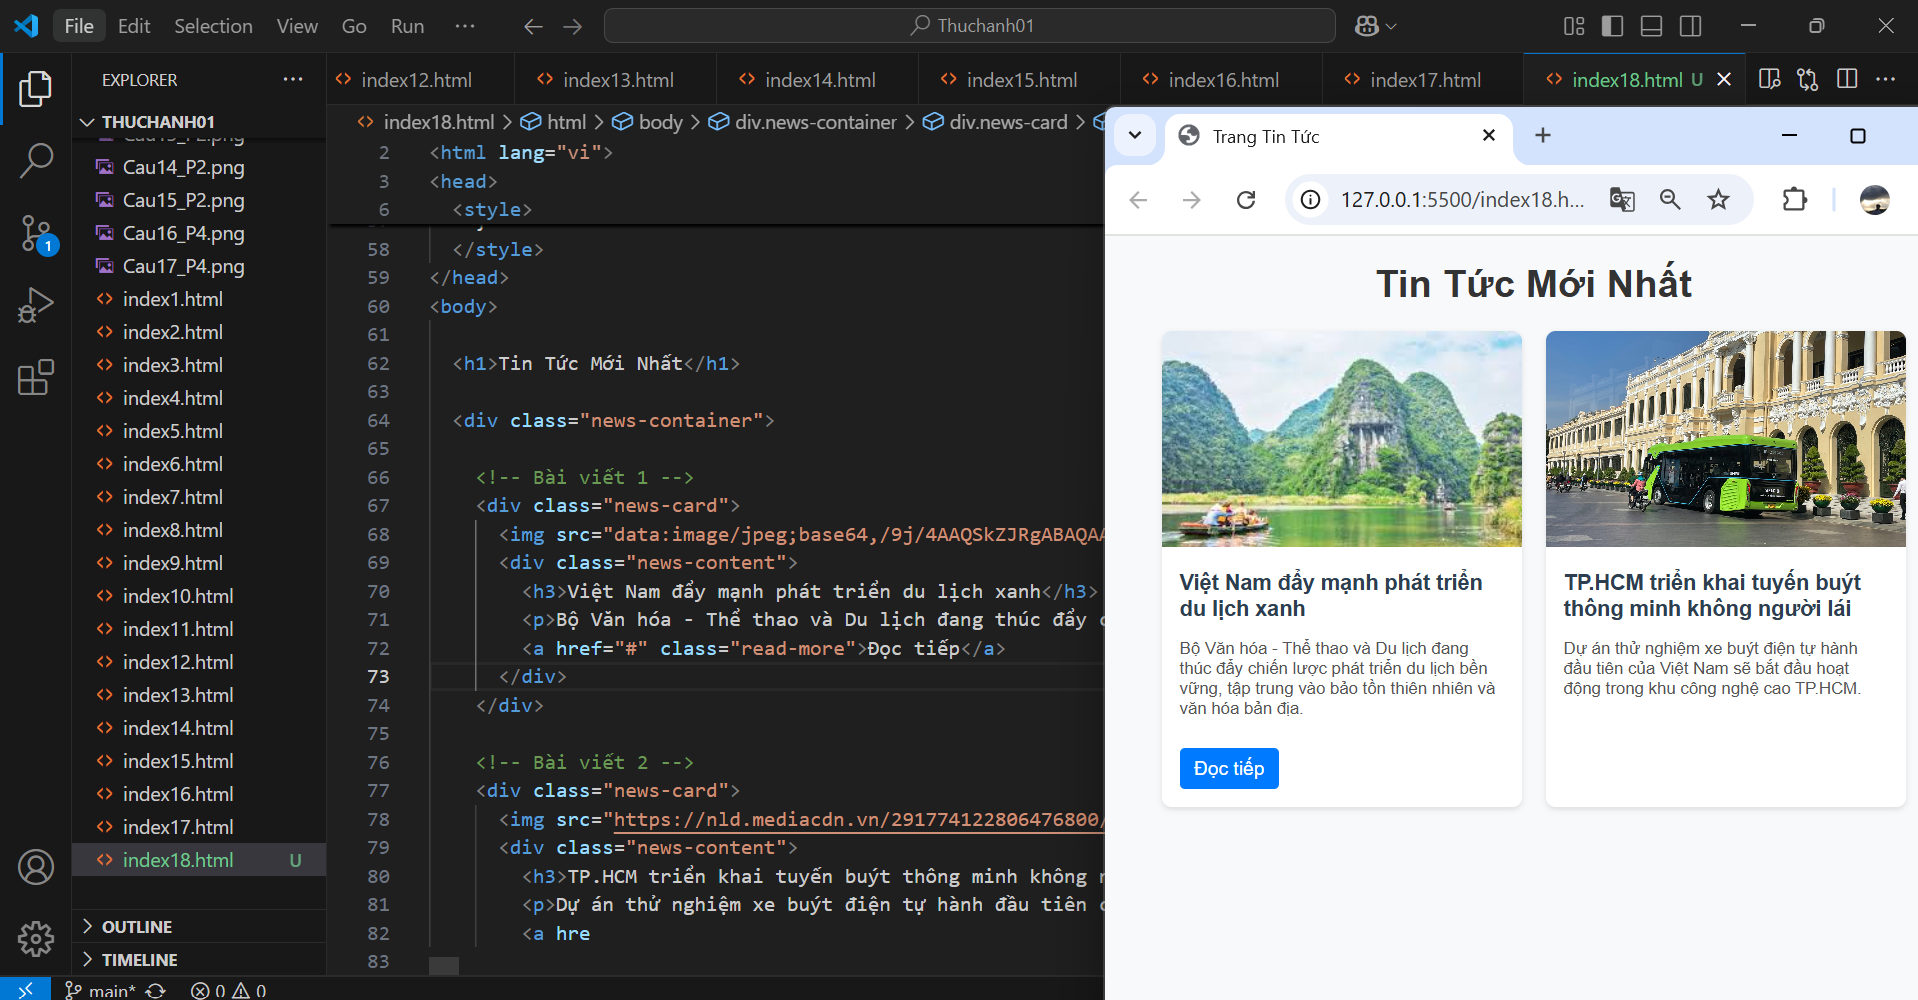 File Edit Selection View Go Run ···
Thuchanh01
EXPLORER ···
THUCHANH01
Cau14_P2.png
Cau15_P2.png
Cau16_P4.png
Cau17_P4.png
index1.html
index2.html
index3.html
index4.html
index5.html
index6.html
index7.html
index8.html
index9.html
index10.html
index11.html
index12.html
index13.html
index14.html
index15.html
index16.html
index17.html
index18.html U
OUTLINE
TIMELINE
1
main* 0 0
index12.html index13.html index14.html index15.html index16.html index17.html index18.html U
index18.html > html > body > div.news-container > div.news-card >
2 <html lang="vi">
3 <head>
6 <style>
58 </style>
59 </head>
60 <body>
61
62 <h1>Tin Tức Mới Nhất</h1>
63
64 <div class="news-container">
65
66 <!-- Bài viết 1 -->
67 <div class="news-card">
68 <img src="data:image/jpeg;base64,/9j/4AAQSkZJRgABAQAA
69 <div class="news-content">
70 <h3>Việt Nam đẩy mạnh phát triển du lịch xanh</h3>
71 <p>Bộ Văn hóa - Thể thao và Du lịch đang thúc đẩy
72 <a href="#" class="read-more">Đọc tiếp</a>
73 </div>
74 </div>
75
76 <!-- Bài viết 2 -->
77 <div class="news-card">
78 <img src="https://nld.mediacdn.vn/291774122806476800/
79 <div class="news-content">
80 <h3>TP.HCM triển khai tuyến buýt thông minh không
81 <p>Dự án thử nghiệm xe buýt điện tự hành đầu tiên
82 <a hre
83
Trang Tin Tức
127.0.0.1:5500/index18.h...
Tin Tức Mới Nhất
Việt Nam đẩy mạnh phát triển
du lịch xanh
Bộ Văn hóa - Thể thao và Du lịch đang
thúc đẩy chiến lược phát triển du lịch bền
vững, tập trung vào bảo tồn thiên nhiên và
văn hóa bản địa.
Đọc tiếp
TP.HCM triển khai tuyến buýt
thông minh không người lái
Dự án thử nghiệm xe buýt điện tự hành
đầu tiên của Việt Nam sẽ bắt đầu hoạt
động trong khu công nghệ cao TP.HCM.